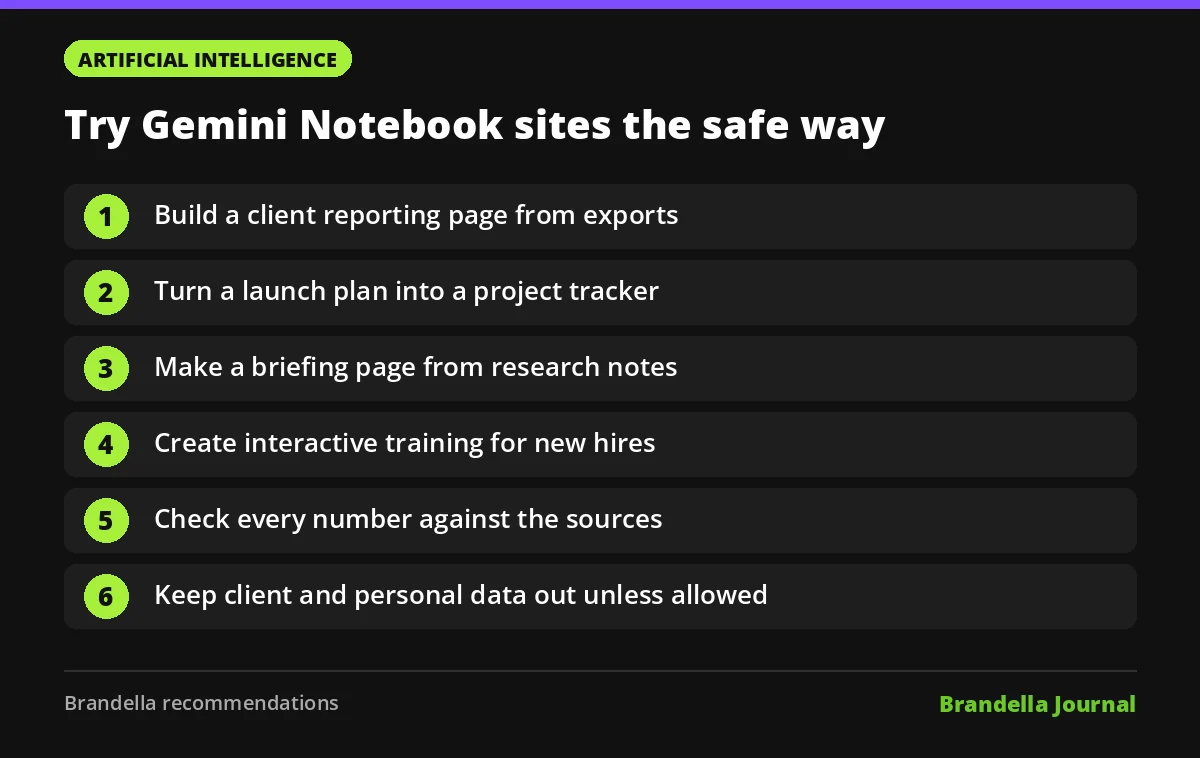 ARTIFICIAL INTELLIGENCE
Try Gemini Notebook sites the safe way
1 Build a client reporting page from exports
2 Turn a launch plan into a project tracker
3 Make a briefing page from research notes
4 Create interactive training for new hires
5 Check every number against the sources
6 Keep client and personal data out unless allowed
Brandella recommendations
Brandella Journal